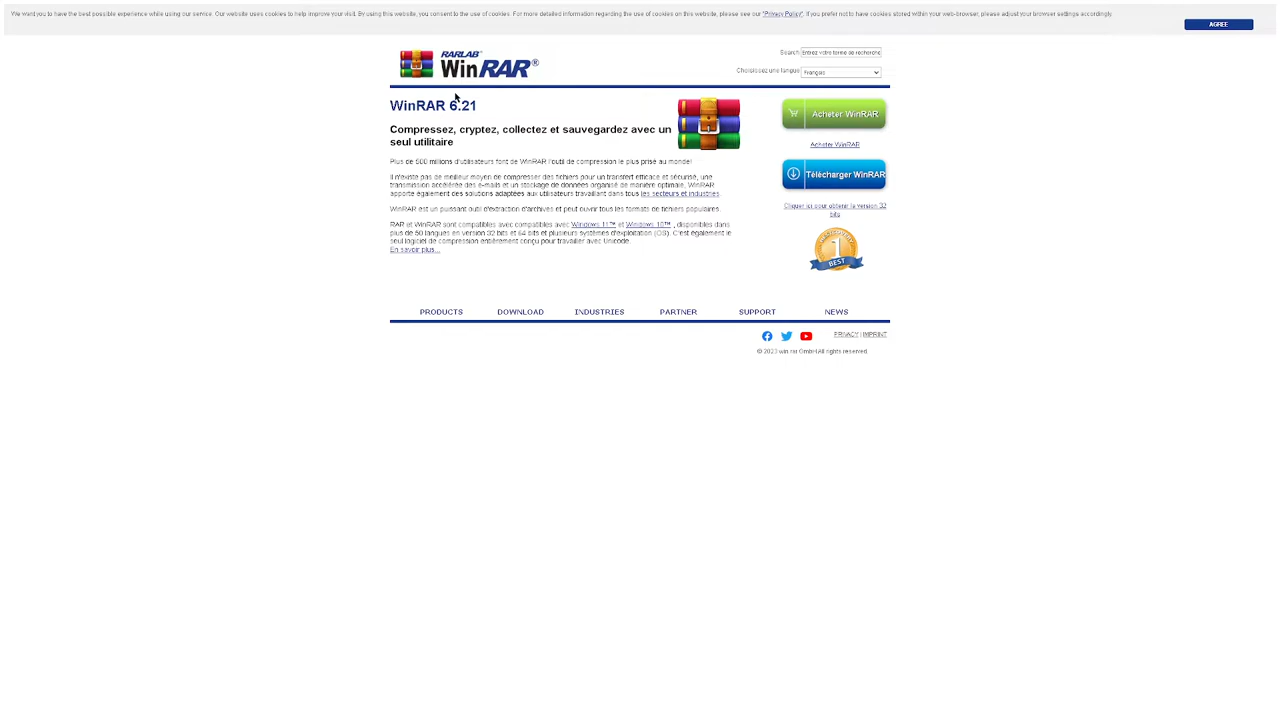 We want you to have the best possible experience while using our service. Our website uses cookies to help improve your visit. By using this website, you consent to the use of cookies. For more detailed information regarding the use of cookies on this website, please see our "Privacy Policy". If you prefer not to have cookies stored within your web-browser, please adjust your browser settings accordingly.
AGREE
RARLAB®
WinRAR®
Search Entrez votre terme de recherche
Choisissez une langue Français
WinRAR 6.21
Compressez, cryptez, collectez et sauvegardez avec un
seul utilitaire
Plus de 500 millions d'utilisateurs font de WinRAR l'outil de compression le plus prisé au monde!
Il n'existe pas de meilleur moyen de compresser des fichiers pour un transfert efficace et sécurisé, une
transmission accélérée des e-mails et un stockage de données organisé de manière optimale, WinRAR
apporte également des solutions adaptées aux utilisateurs travaillant dans tous les secteurs et industries.
WinRAR est un puissant outil d'extraction d'archives et peut ouvrir tous les formats de fichiers populaires.
RAR et WinRAR sont compatibles avec compatibles avec Windows 11™ et Windows 10™ , disponibles dans
plus de 50 langues en version 32 bits et 64 bits et plusieurs systèmes d'exploitation (OS). C'est également le
seul logiciel de compression entièrement conçu pour travailler avec Unicode.
En savoir plus...
Acheter WinRAR
Acheter WinRAR
Télécharger WinRAR
Cliquer ici pour obtenir la version 32
bits
1
BEST
PRODUCTS DOWNLOAD INDUSTRIES PARTNER SUPPORT NEWS
PRIVACY | IMPRINT
© 2023 win.rar GmbH All rights reserved.